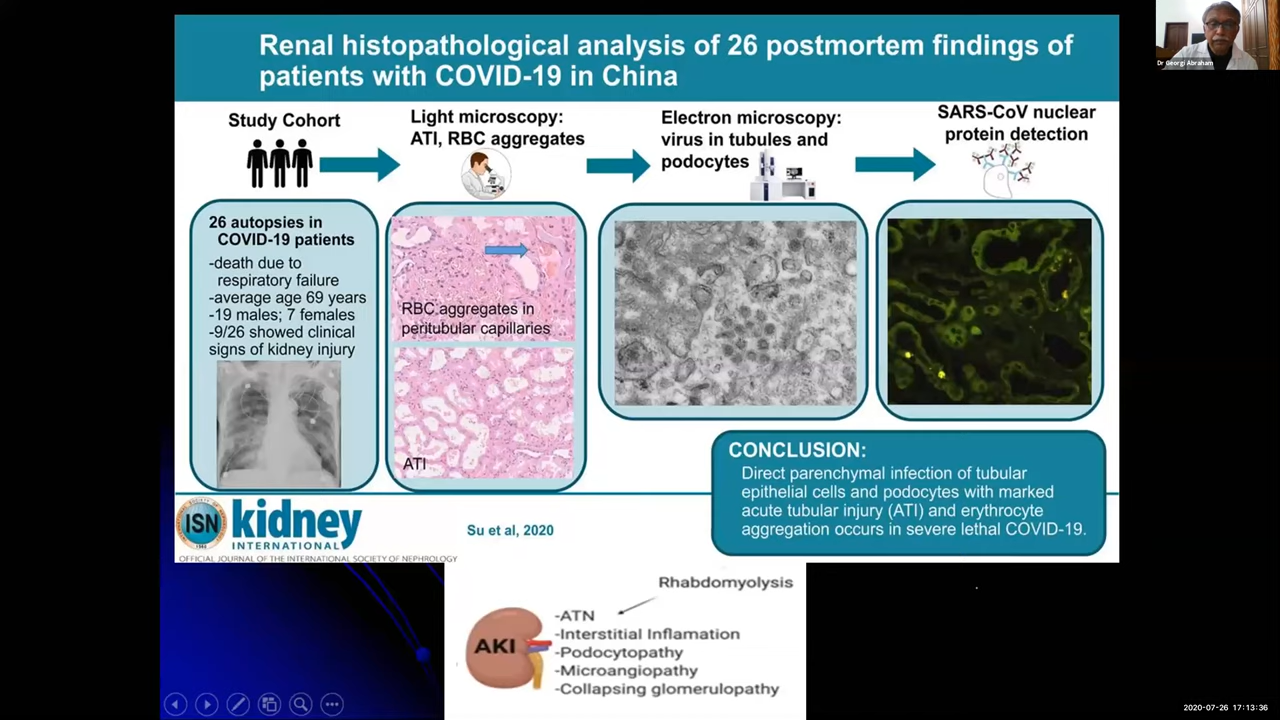 Renal histopathological analysis of 26 postmortem findings of
patients with COVID-19 in China
Dr Georgi Abraham
Study Cohort
Light microscopy:
ATI, RBC aggregates
Electron microscopy:
virus in tubules and
podocytes
SARS-CoV nuclear
protein detection
26 autopsies in
COVID-19 patients
-death due to
respiratory failure
-average age 69 years
-19 males; 7 females
-9/26 showed clinical
signs of kidney injury
RBC aggregates in
peritubular capillaries
ATI
CONCLUSION:
Direct parenchymal infection of tubular
epithelial cells and podocytes with marked
acute tubular injury (ATI) and erythrocyte
aggregation occurs in severe lethal COVID-19.
ISN
kidney
INTERNATIONAL
OFFICIAL JOURNAL OF THE INTERNATIONAL SOCIETY OF NEPHROLOGY
Su et al, 2020
Rhabdomyolysis
AKI
-ATN
-Interstitial Inflamation
-Podocytopathy
-Microangiopathy
-Collapsing glomerulopathy
2020-07-26 17:13:36